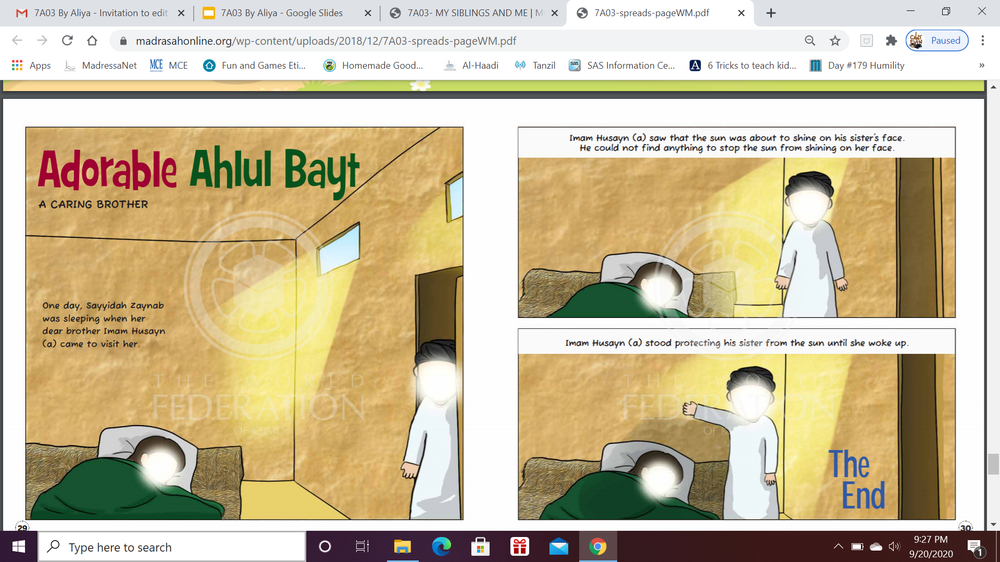 7A03 By Aliya - Invitation to edit
7A03 By Aliya - Google Slides
7A03- MY SIBLINGS AND ME | M
7A03-spreads-pageWM.pdf
madrasahonline.org/wp-content/uploads/2018/12/7A03-spreads-pageWM.pdf
I CAN'T EVEN
Paused
Apps
MadressaNet
MCE MCE
Fun and Games Eti...
Homemade Good...
Al-Haadi
Tanzil
sas SAS Information Ce...
A 6 Tricks to teach kid...
Day #179 Humility
»
Adorable Ahlul Bayt
A CARING BROTHER
One day, Sayyidah Zaynab
was sleeping when her
dear brother Imam Husayn
(a) came to visit her.
THE WORLD
FEDERATION
OF KSIMC
29
Imam Husayn (a) saw that the sun was about to shine on his sister's face.
He could not find anything to stop the sun from shining on her face.
Imam Husayn (a) stood protecting his sister from the sun until she woke up.
THE WORLD
FEDERATION
The
End
30
Type here to search
9:27 PM
9/20/2020
1